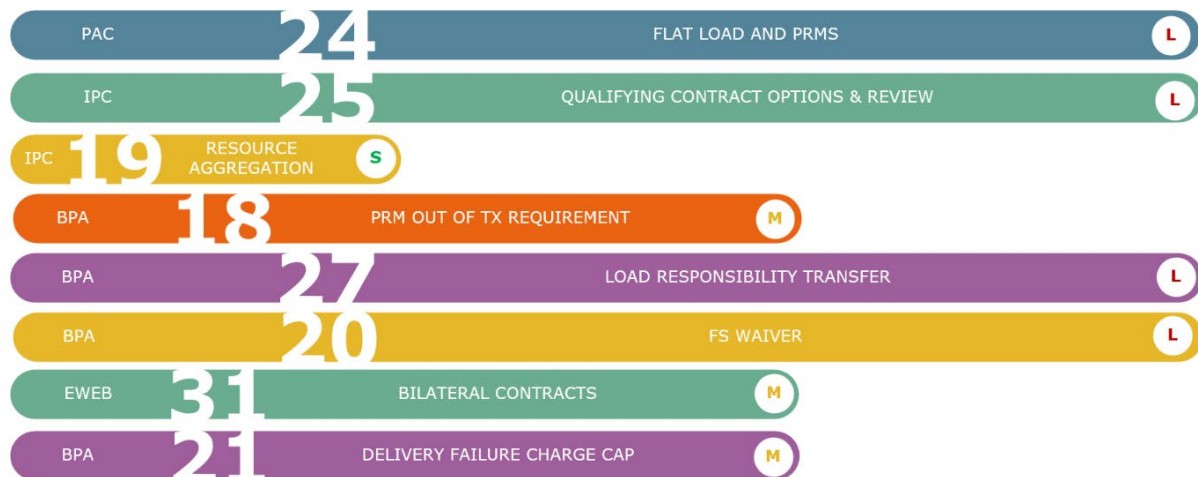 PAC 24 FLAT LOAD AND PRMS L
IPC 25 QUALIFYING CONTRACT OPTIONS & REVIEW L
IPC 19 RESOURCE
AGGREGATION S
BPA 18 PRM OUT OF TX REQUIREMENT M
BPA 27 LOAD RESPONSIBILITY TRANSFER L
BPA 20 FS WAIVER L
EWEB 31 BILATERAL CONTRACTS M
BPA 21 DELIVERY FAILURE CHARGE CAP M